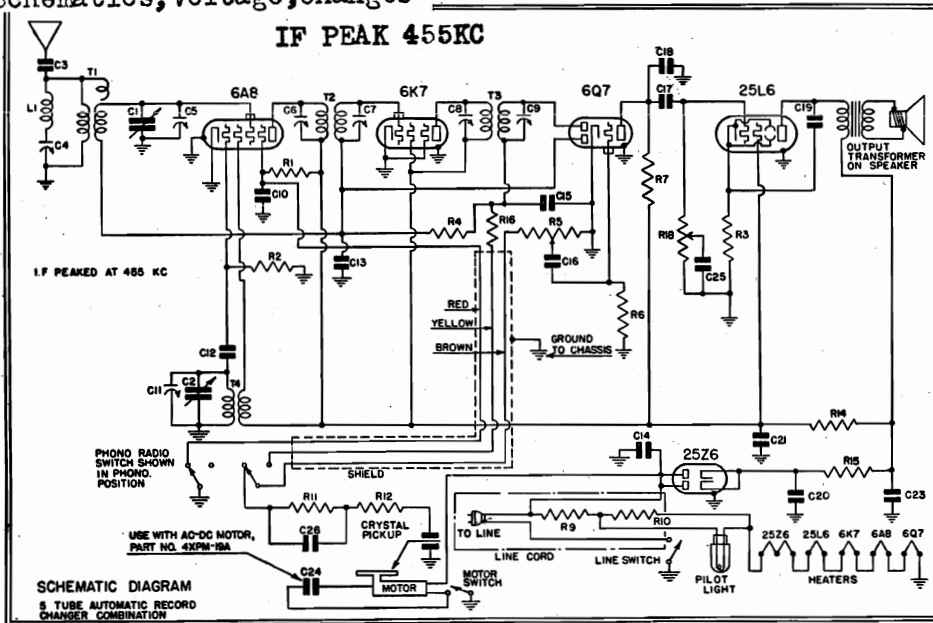 schematics, voltage, changes
IF PEAK 455KC
C3
T1
L1
C4
C1
C5
6A8
C6
T2
C7
6K7
C8
T3
C9
6Q7
C18
C17
25L6
C19
OUTPUT
TRANSFORMER
ON SPEAKER
R1
C10
R2
I.F PEAKED AT 455 KC
C13
R4
R16
C15
R5
C16
R6
R7
R18
C25
R3
RED
YELLOW
BROWN
GROUND
TO CHASSIS
C12
C11
C2
T4
PHONO RADIO
SWITCH SHOWN
IN PHONO.
POSITION
SHIELD
C14
25Z6
C21
R14
R15
C20
C23
R11
R12
C26
CRYSTAL
PICKUP
TO LINE
R9
R10
LINE CORD
LINE SWITCH
PILOT
LIGHT
25Z6
25L6
6K7
6A8
6Q7
HEATERS
USE WITH AC-DC MOTOR,
PART NO. 4XPM-19A
C24
MOTOR
MOTOR
SWITCH
SCHEMATIC DIAGRAM
5 TUBE AUTOMATIC RECORD
CHANGER COMBINATION